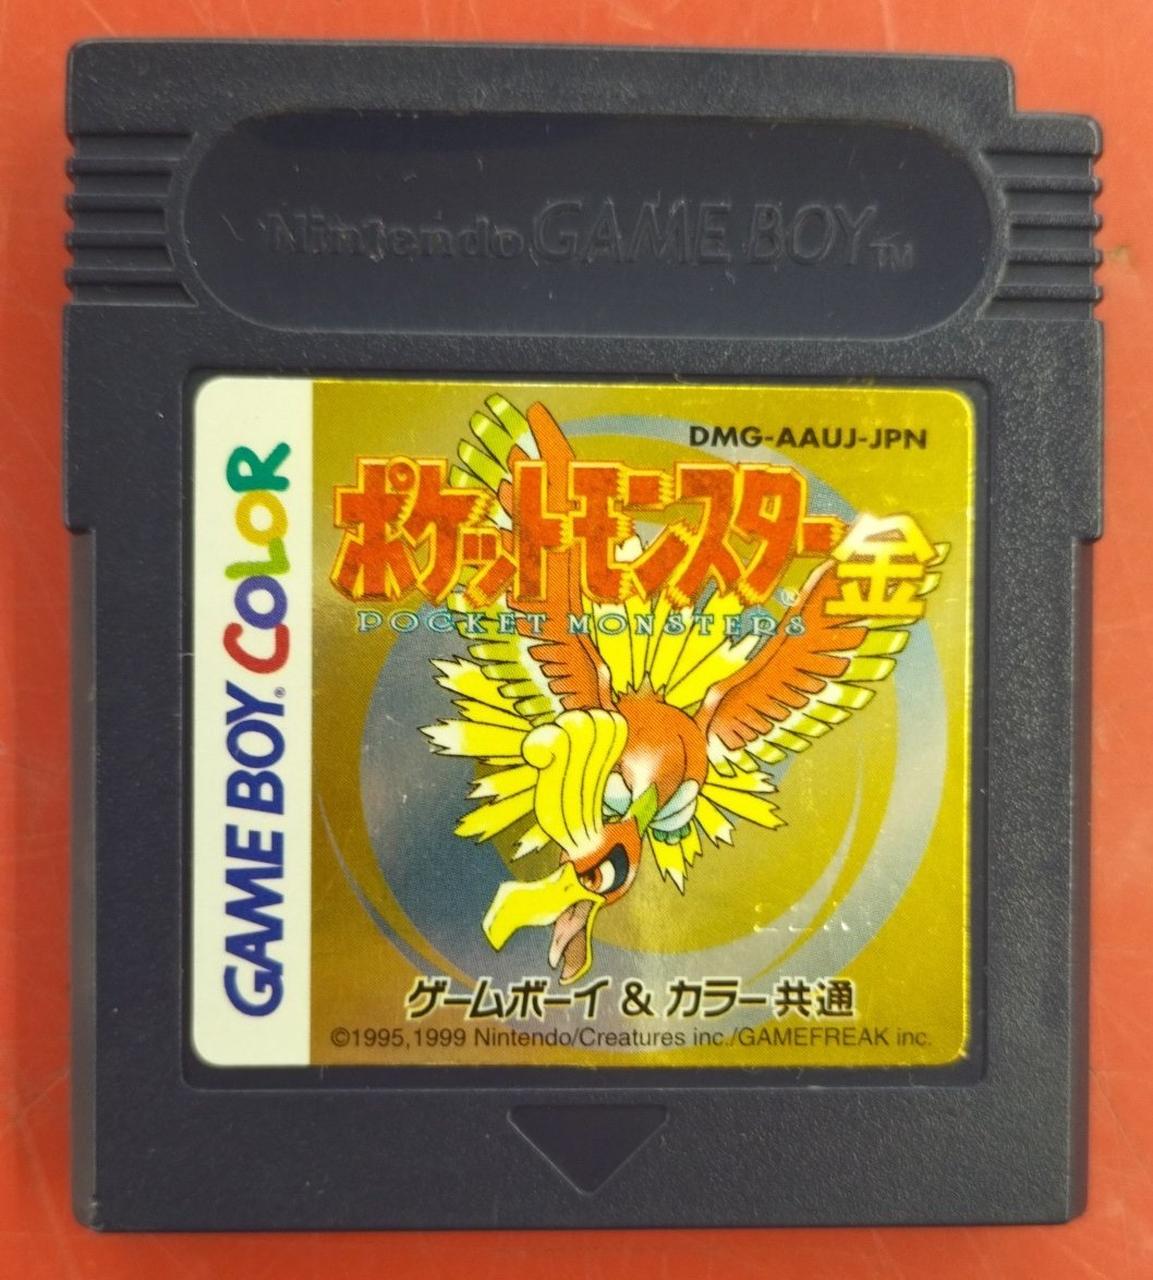 Nintendo GAME BOY TM
GAME BOY® COLOR
DMG-AAUJ-JPN
ポケットモンスター 金
®
POCKET MONSTERS
ゲームボーイ & カラー共通
©1995,1999 Nintendo/Creatures inc./GAMEFREAK inc.